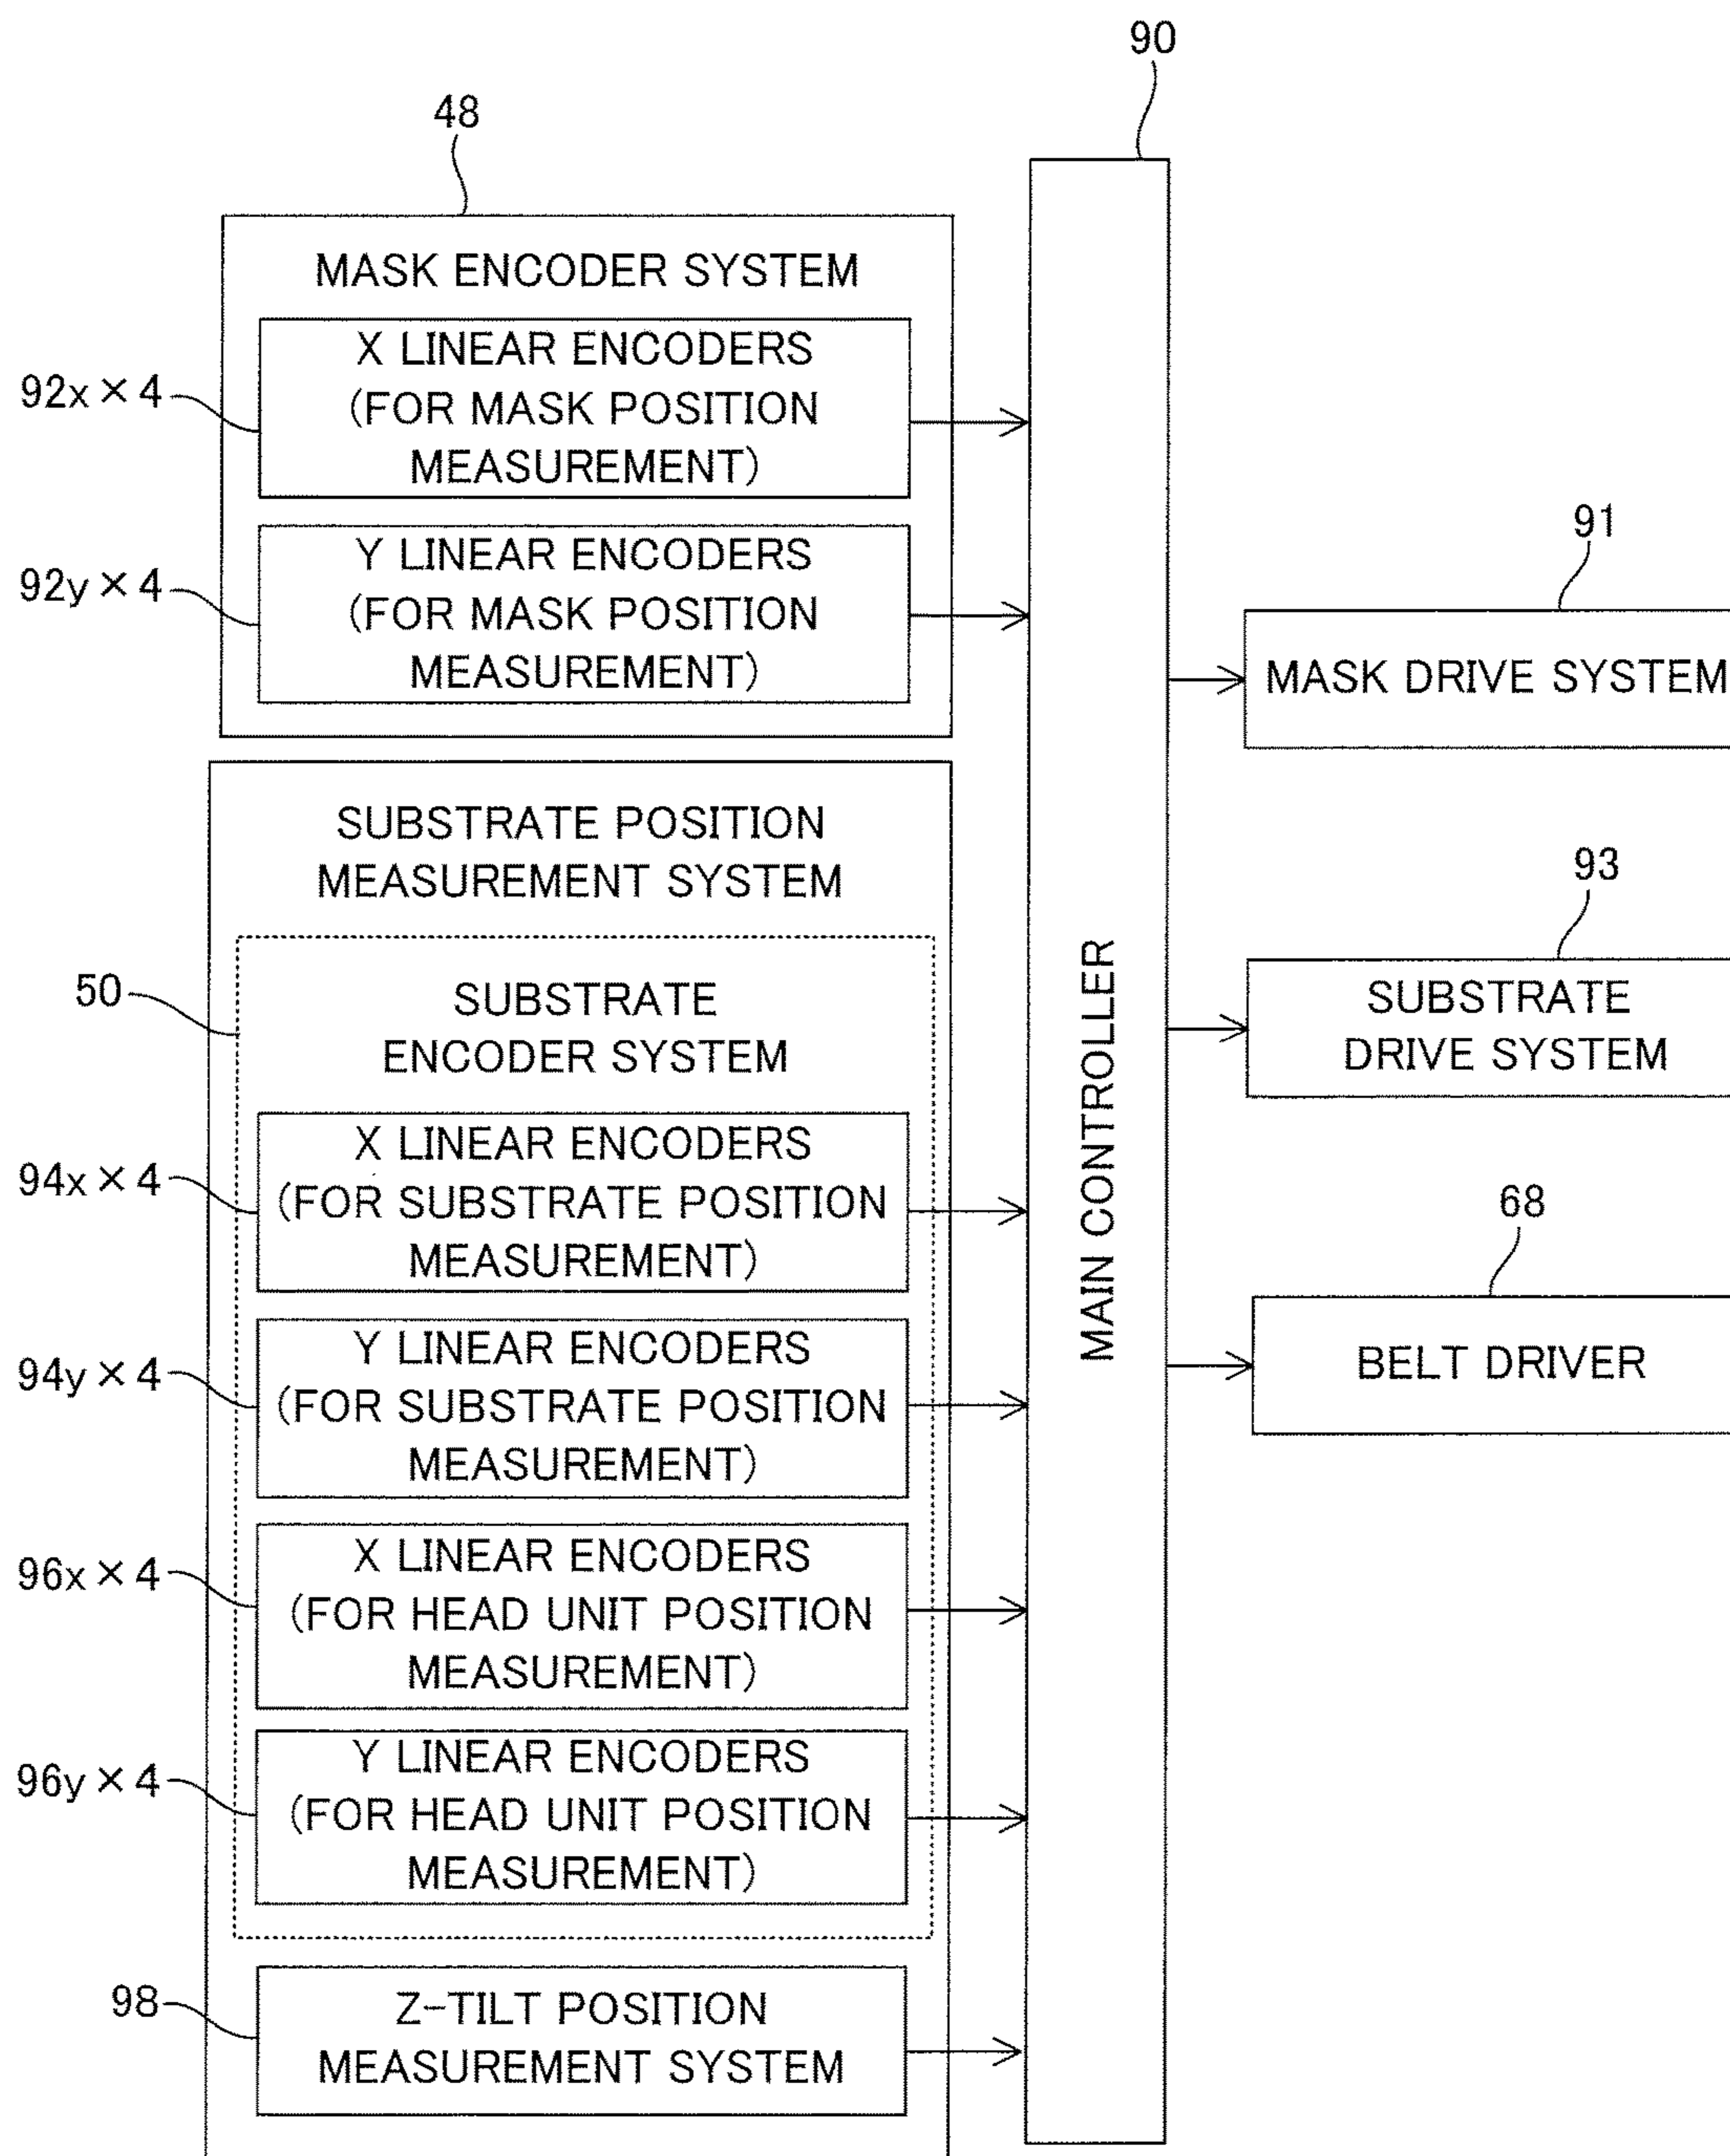 90
48
MASK ENCODER SYSTEM
92x×4
X LINEAR ENCODERS
(FOR MASK POSITION
MEASUREMENT)
92y×4
Y LINEAR ENCODERS
(FOR MASK POSITION
MEASUREMENT)
SUBSTRATE POSITION
MEASUREMENT SYSTEM
50
SUBSTRATE
ENCODER SYSTEM
94x×4
X LINEAR ENCODERS
(FOR SUBSTRATE POSITION
MEASUREMENT)
94y×4
Y LINEAR ENCODERS
(FOR SUBSTRATE POSITION
MEASUREMENT)
96x×4
X LINEAR ENCODERS
(FOR HEAD UNIT POSITION
MEASUREMENT)
96y×4
Y LINEAR ENCODERS
(FOR HEAD UNIT POSITION
MEASUREMENT)
98
Z-TILT POSITION
MEASUREMENT SYSTEM
MAIN CONTROLLER
91
MASK DRIVE SYSTEM
93
SUBSTRATE
DRIVE SYSTEM
68
BELT DRIVER